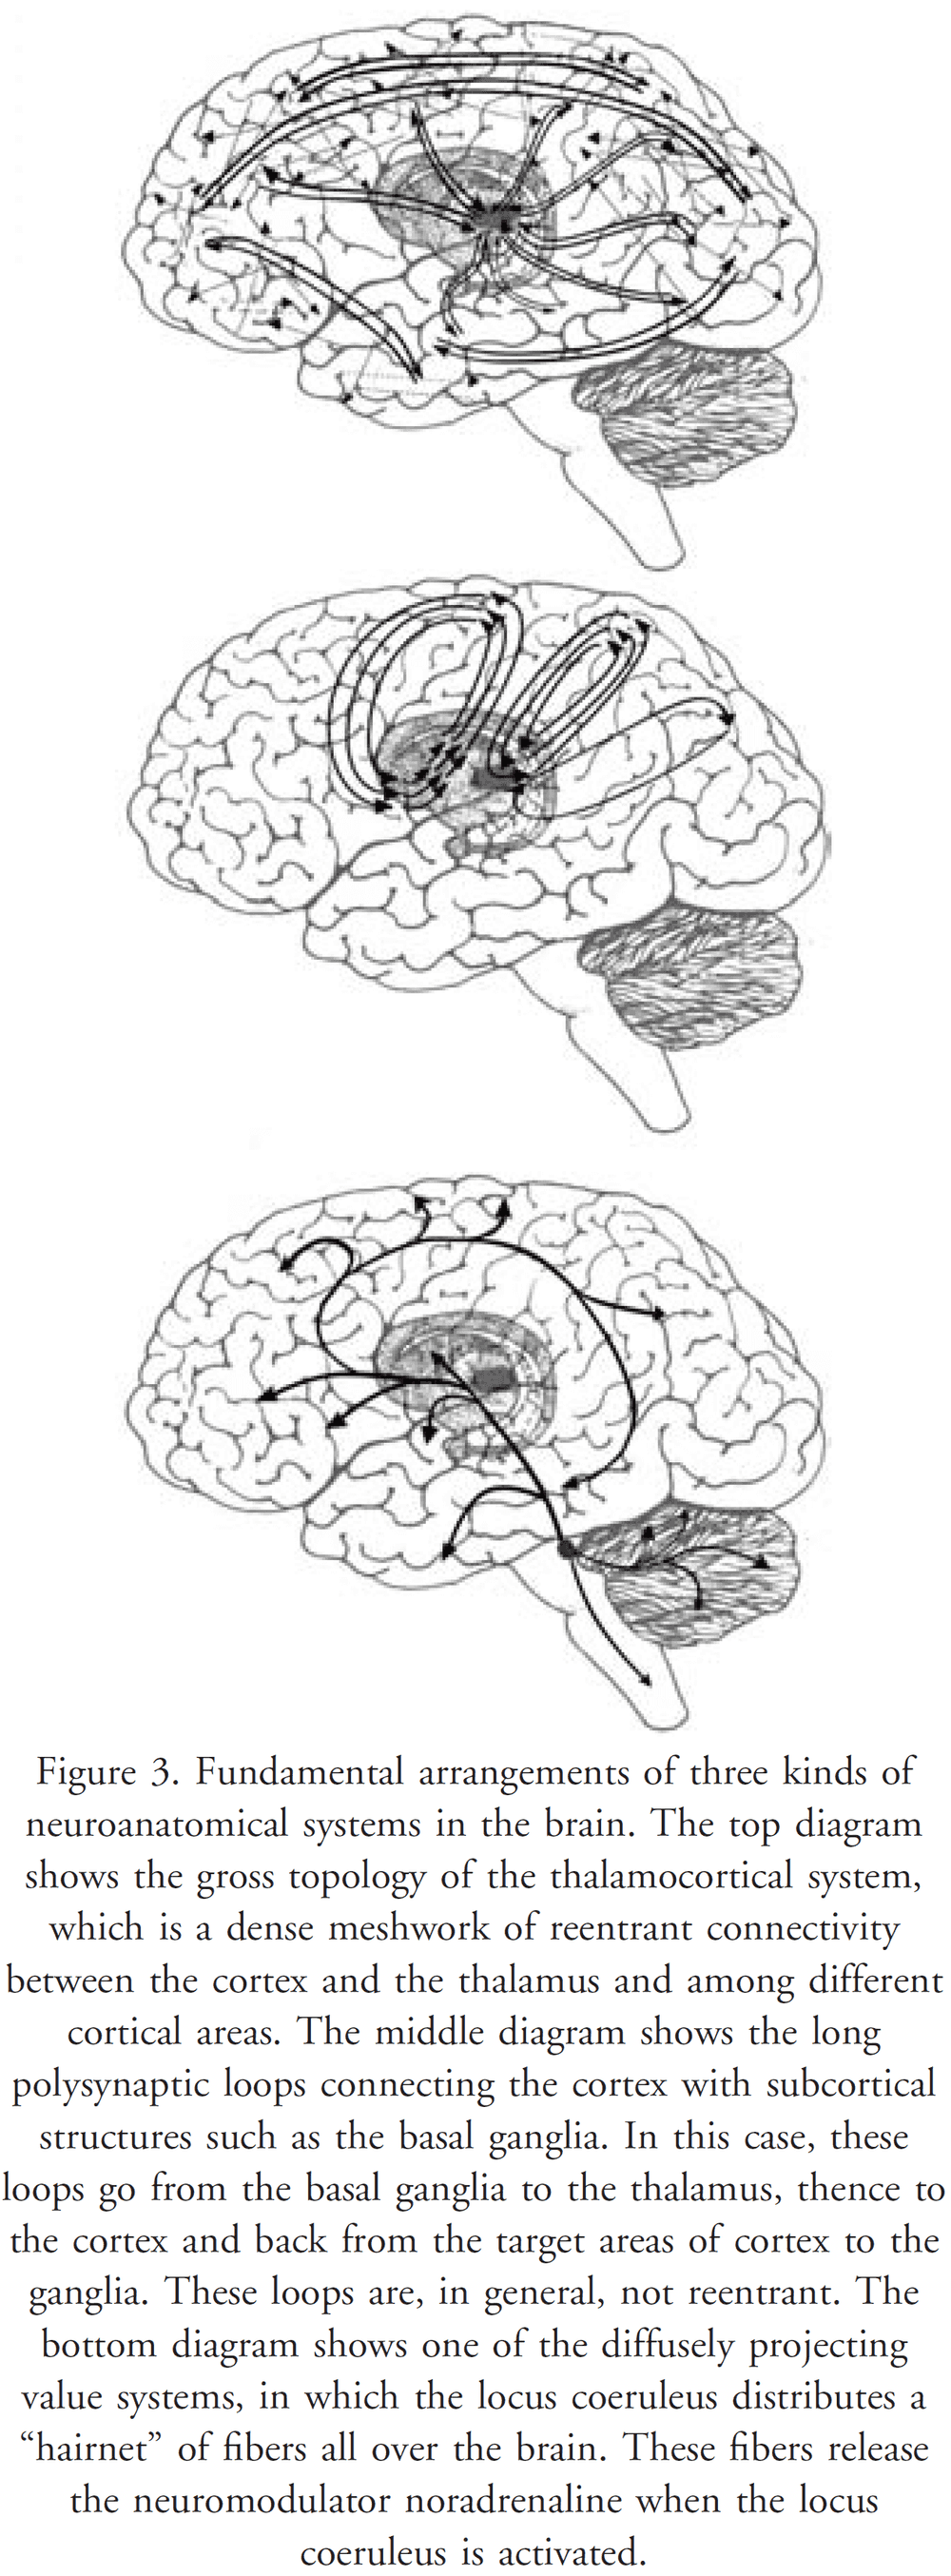 Figure 3. Fundamental arrangements of three kinds of
neuroanatomical systems in the brain. The top diagram
shows the gross topology of the thalamocortical system,
which is a dense meshwork of reentrant connectivity
between the cortex and the thalamus and among different
cortical areas. The middle diagram shows the long
polysynaptic loops connecting the cortex with subcortical
structures such as the basal ganglia. In this case, these
loops go from the basal ganglia to the thalamus, thence to
the cortex and back from the target areas of cortex to the
ganglia. These loops are, in general, not reentrant. The
bottom diagram shows one of the diffusely projecting
value systems, in which the locus coeruleus distributes a
“hairnet” of fibers all over the brain. These fibers release
the neuromodulator noradrenaline when the locus
coeruleus is activated.